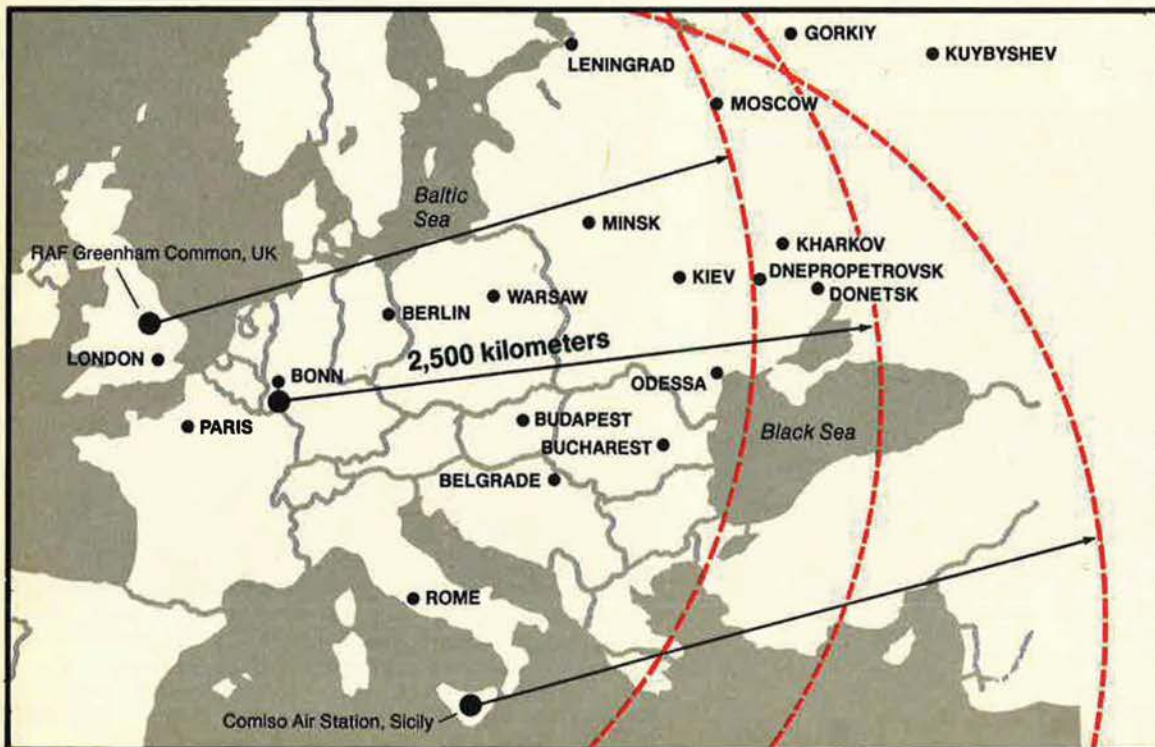 GORKIY
KUYBYSHEV
LENINGRAD
MOSCOW
Baltic
Sea
MINSK
RAF Greenham Common, UK
KHARKOV
KIEV
DNEPROPETROVSK
DONETSK
WARSAW
BERLIN
2,500 kilometers
LONDON
BONN
ODESSA
PARIS
BUDAPEST
Black Sea
BUCHAREST
BELGRADE
ROME
Comiso Air Station, Sicily